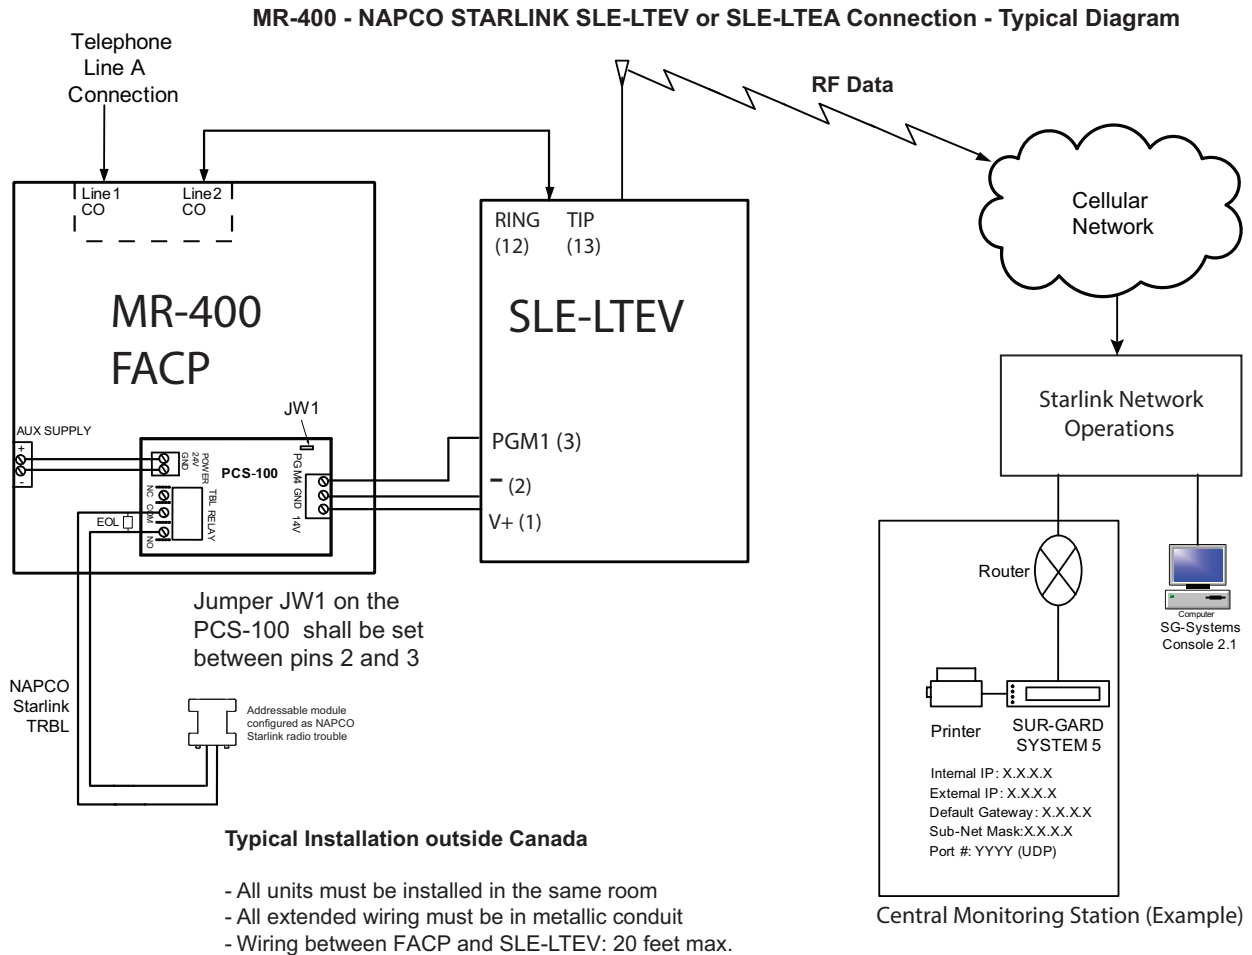 MR-400 - NAPCO STARLINK SLE-LTEV or SLE-LTEA Connection - Typical Diagram
Telephone
Line A
Connection
RF Data
Line1
CO
Line2
CO
RING
(12)
TIP
(13)
Cellular
Network
MR-400
FACP
SLE-LTEV
JW1
AUX SUPPLY
+
-
POWER
24V
GND
PCS-100
PGM4
GND
14V
NC
COM
NO
TBL RELAY
EOL
PGM1 (3)
- (2)
V+ (1)
Starlink Network
Operations
Router
Computer
SG-Systems
Console 2.1
Jumper JW1 on the
PCS-100 shall be set
between pins 2 and 3
NAPCO
Starlink
TRBL
Addressable module
configured as NAPCO
Starlink radio trouble
Printer
SUR-GARD
SYSTEM 5
Internal IP: X.X.X.X
External IP: X.X.X.X
Default Gateway: X.X.X.X
Sub-Net Mask:X.X.X.X
Port #: YYYY (UDP)
Typical Installation outside Canada
- All units must be installed in the same room
- All extended wiring must be in metallic conduit
- Wiring between FACP and SLE-LTEV: 20 feet max.
Central Monitoring Station (Example)